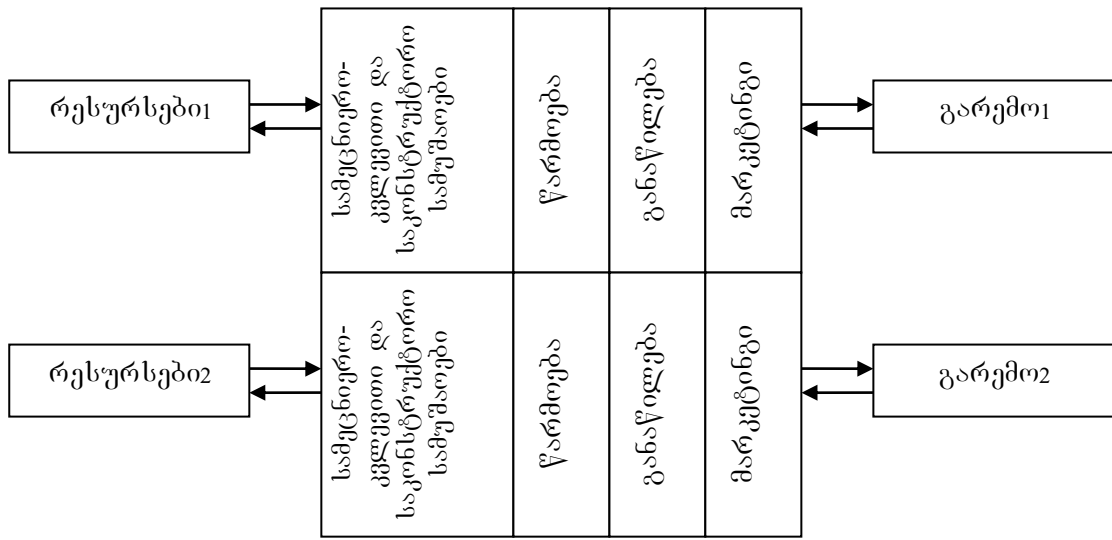 რესურსები1
სამეცნიერო-
კვლევითი და
საკონსტრუქტორო
სამუშაოები
წარმოება
განაწილება
მარკეტინგი
გარემო1
რესურსები2
სამეცნიერო-
კვლევითი და
საკონსტრუქტორო
სამუშაოები
წარმოება
განაწილება
მარკეტინგი
გარემო2